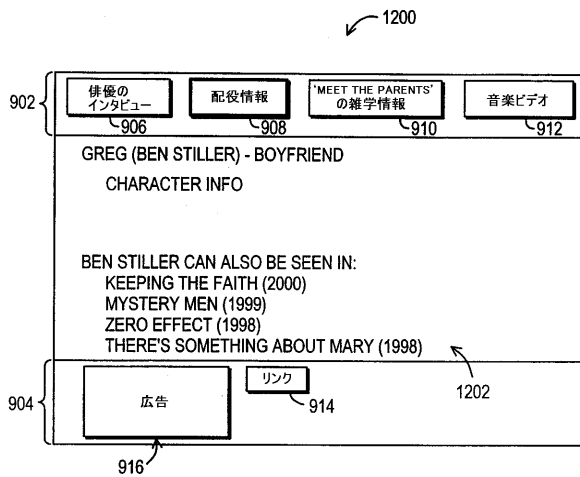 1200
902
俳優の
インタビュー
906
配役情報
908
'MEET THE PARENTS'
の雑学情報
910
音楽ビデオ
912
GREG (BEN STILLER) - BOYFRIEND
CHARACTER INFO
BEN STILLER CAN ALSO BE SEEN IN:
KEEPING THE FAITH (2000)
MYSTERY MEN (1999)
ZERO EFFECT (1998)
THERE'S SOMETHING ABOUT MARY (1998)
1202
904
広告
916
リンク
914